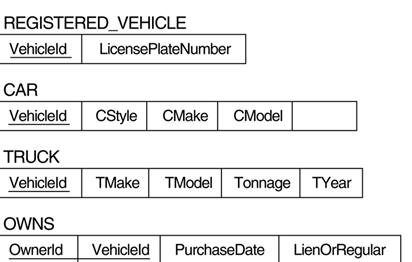 REGISTERED_VEHICLE
VehicleId LicensePlateNumber
CAR
VehicleId CStyle CMake CModel
TRUCK
VehicleId TMake TModel Tonnage TYear
OWNS
OwnerId VehicleId PurchaseDate LienOrRegular